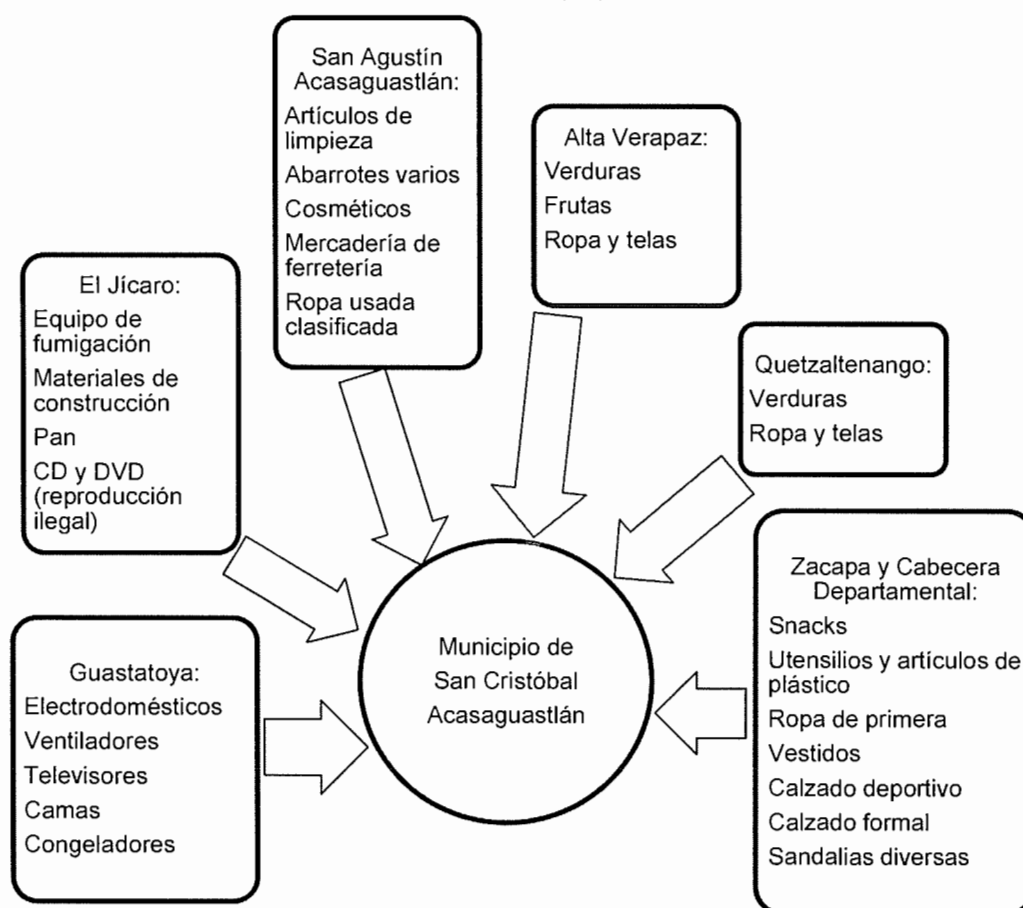 San Agustín
Acasaguastlán:
Artículos de
limpieza
Abarrotes varios
Cosméticos
Mercadería de
ferretería
Ropa usada
clasificada
Alta Verapaz:
Verduras
Frutas
Ropa y telas
El Jícaro:
Equipo de
fumigación
Materiales de
construcción
Pan
CD y DVD
(reproducción
ilegal)
Quetzaltenango:
Verduras
Ropa y telas
Guastatoya:
Electrodomésticos
Ventiladores
Televisores
Camas
Congeladores
Municipio de
San Cristóbal
Acasaguastlán
Zacapa y Cabecera
Departamental:
Snacks
Utensilios y artículos de
plástico
Ropa de primera
Vestidos
Calzado deportivo
Calzado formal
Sandalias diversas